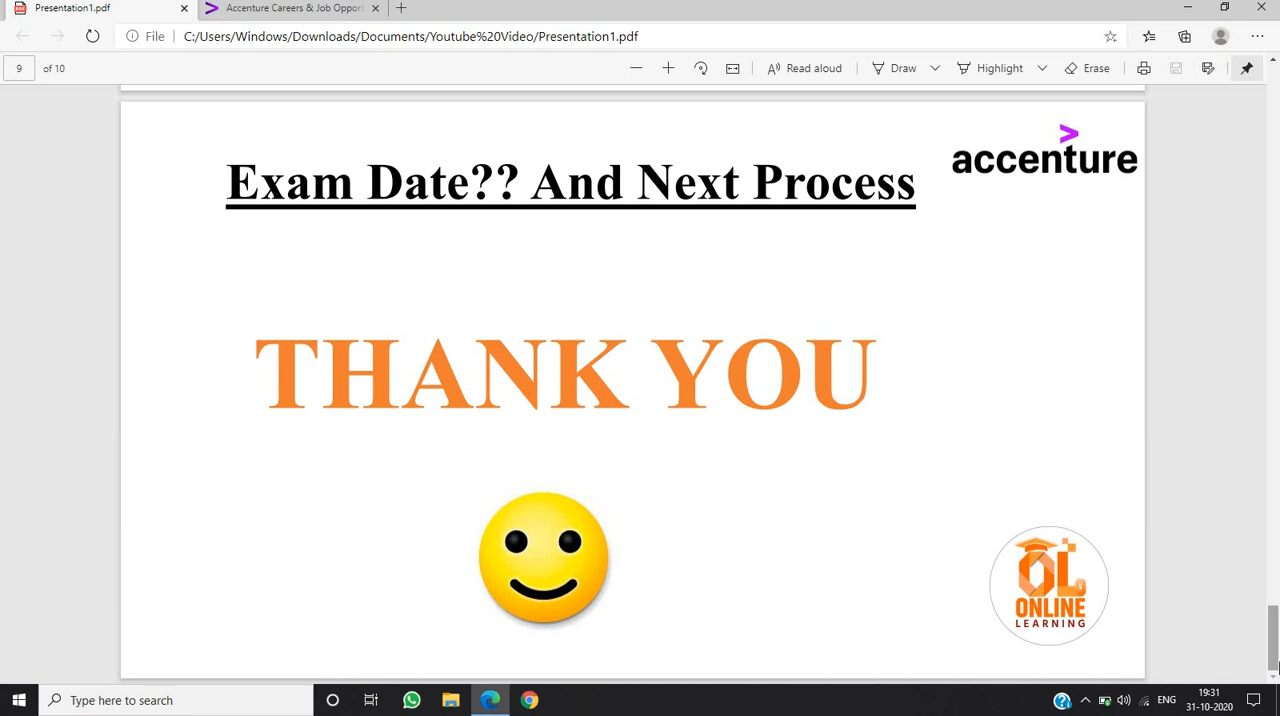 Presentation1.pdf
Accenture Careers & Job Opport
File
C:/Users/Windows/Downloads/Documents/Youtube%20Video/Presentation1.pdf
9 of 10
Read aloud
Draw
Highlight
Erase
accenture
Exam Date?? And Next Process
THANK YOU
OL
ONLINE
LEARNING
Type here to search
ENG
19:31
31-10-2020